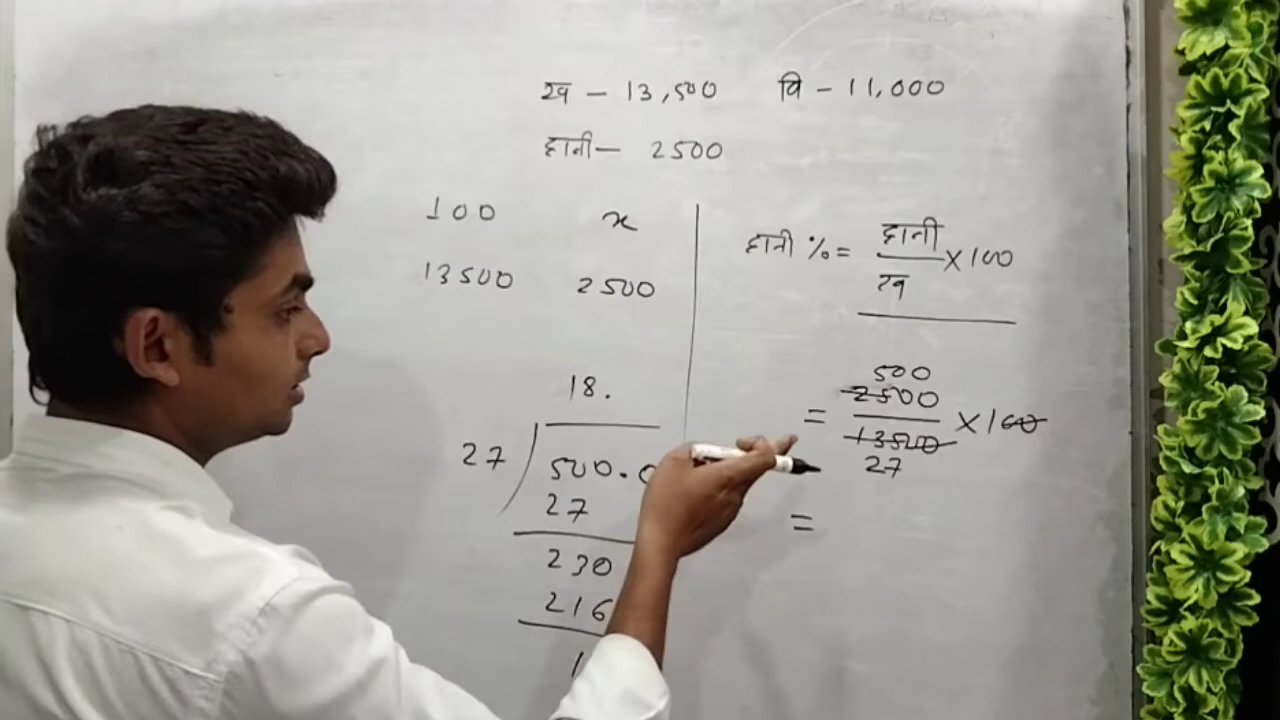 ख - 13,500 वि - 11,000
हानी - 2500
100 x
13500 2500
18.
27 500.0
27
230
216
1
हानी % = हानी × 100
ख
500
= 2500 × 100
13500
27
=